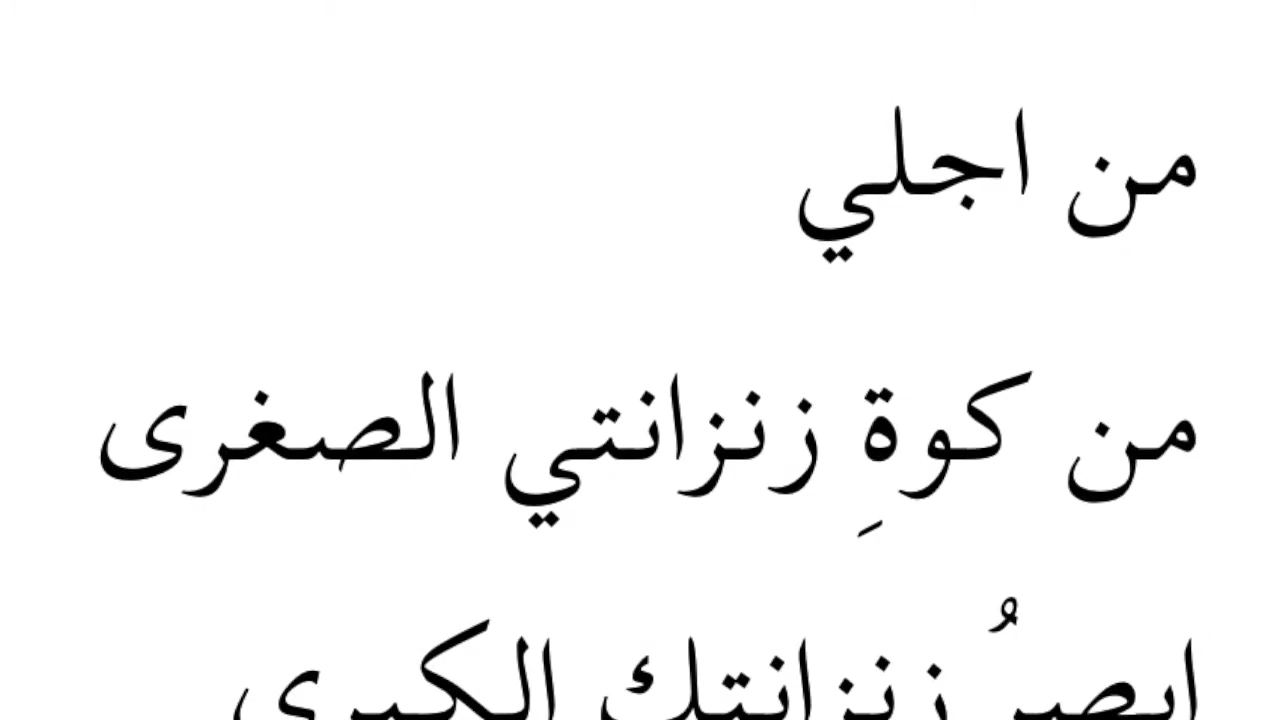 من اجلي
من كوةِ زنزانتي الصغرى
ابصرُ زنزانتك الكبرى